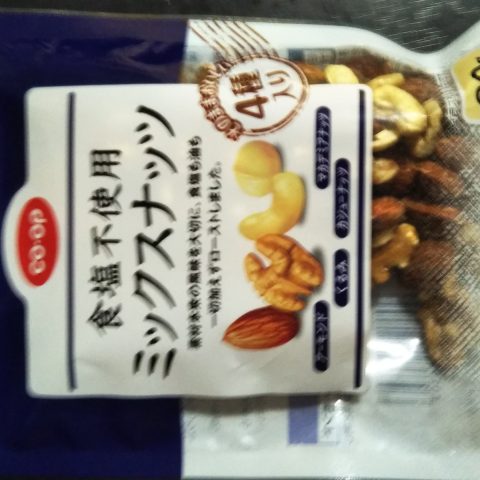 co·op
食塩不使用
ミックスナッツ
素材本来の風味を大切に、食塩も油も
一切加えずローストしました。
4種
入り
マカデミアナッツ
カシューナッツ
くるみ
アーモンド